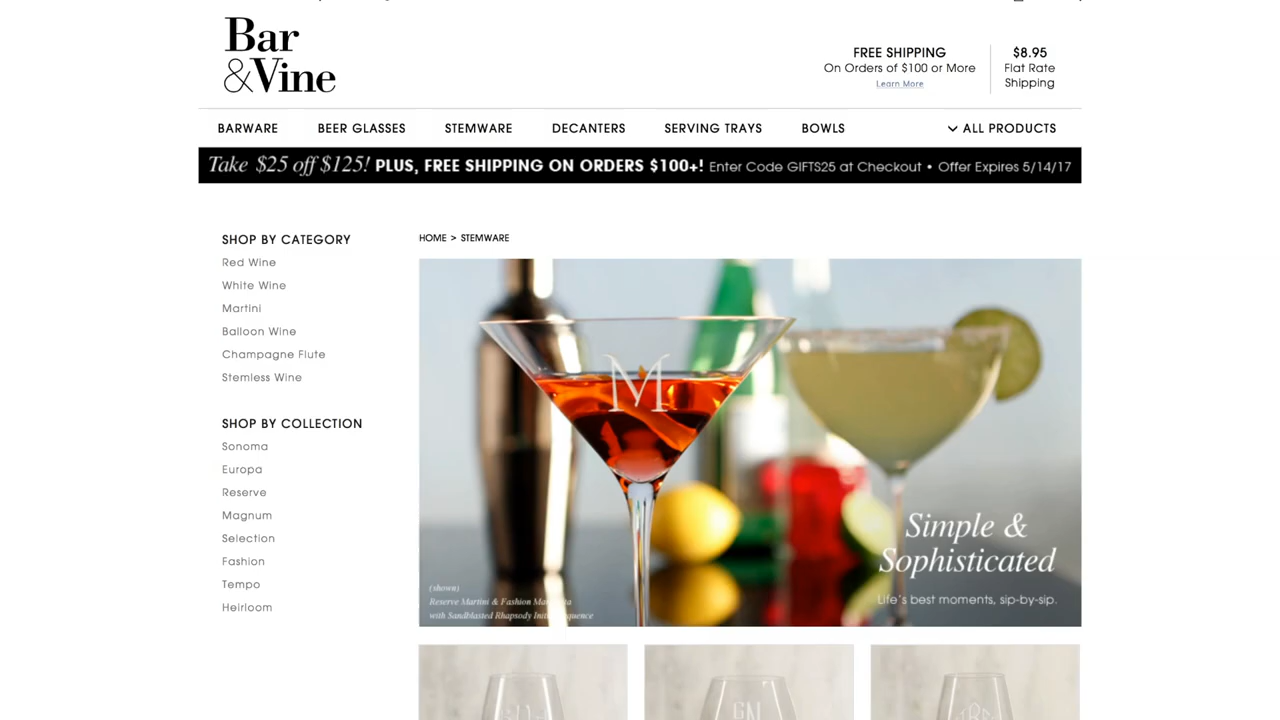 Bar
&Vine
FREE SHIPPING
On Orders of $100 or More
Learn More
$8.95
Flat Rate
Shipping
BARWARE BEER GLASSES STEMWARE DECANTERS SERVING TRAYS BOWLS ALL PRODUCTS
Take $25 off $125! PLUS, FREE SHIPPING ON ORDERS $100+! Enter Code GIFTS25 at Checkout • Offer Expires 5/14/17
SHOP BY CATEGORY
Red Wine
White Wine
Martini
Balloon Wine
Champagne Flute
Stemless Wine
SHOP BY COLLECTION
Sonoma
Europa
Reserve
Magnum
Selection
Fashion
Tempo
Heirloom
HOME > STEMWARE
M
Simple &
Sophisticated
Life's best moments, sip-by-sip.
(shown)
Reserve Martini & Fashion Margarita
with Sandblasted Rhapsody Initial Sequence